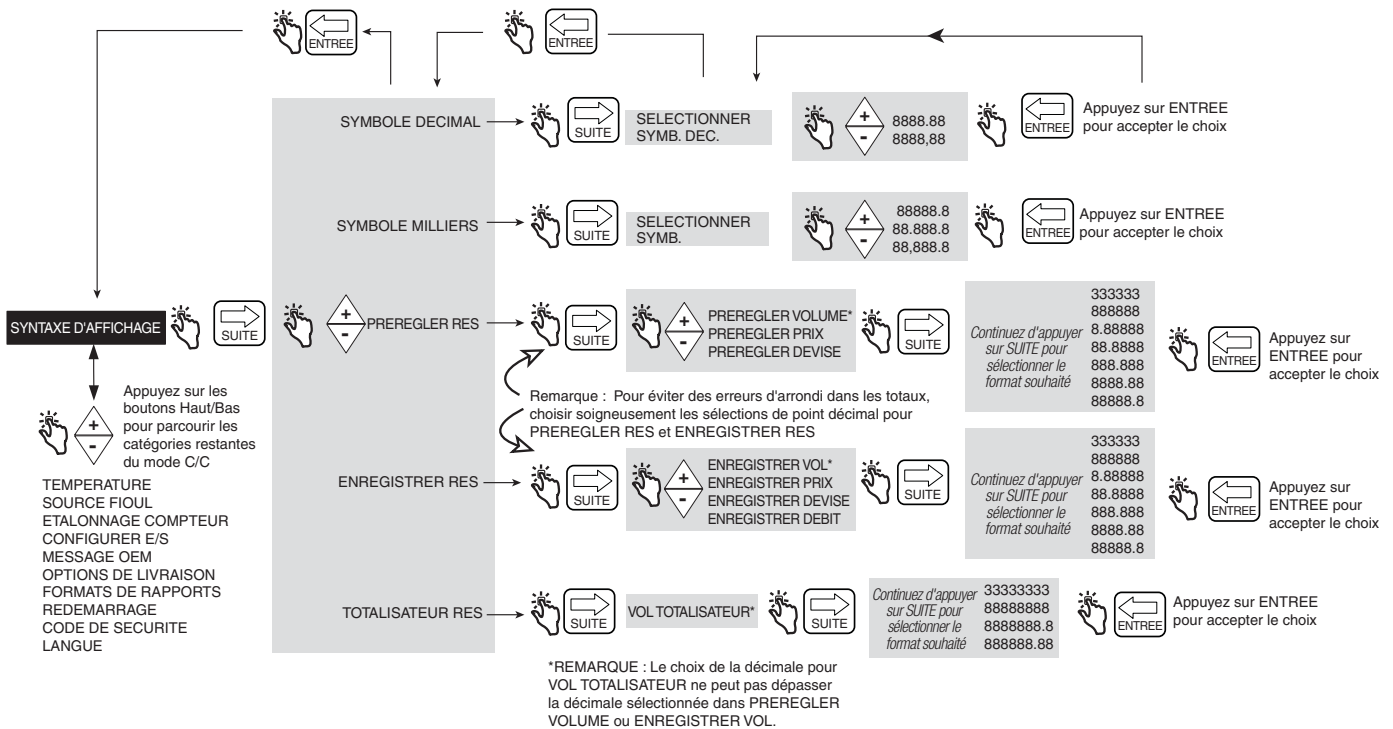 ENTREE
ENTREE
SYMBOLE DECIMAL
SUITE
SELECTIONNER
SYMB. DEC.
+
-
8888.88
8888,88
ENTREE
Appuyez sur ENTREE
pour accepter le choix
SYMBOLE MILLIERS
SUITE
SELECTIONNER
SYMB.
+
-
88888.8
88.888.8
88,888.8
ENTREE
Appuyez sur ENTREE
pour accepter le choix
SYNTAXE D'AFFICHAGE
SUITE
+
-
PREREGLER RES
SUITE
+
-
PREREGLER VOLUME*
PREREGLER PRIX
PREREGLER DEVISE
SUITE
Continuez d'appuyer
sur SUITE pour
sélectionner le
format souhaité
333333
888888
8.88888
88.8888
888.888
8888.88
88888.8
ENTREE
Appuyez sur
ENTREE pour
accepter le choix
Appuyez sur les
boutons Haut/Bas
pour parcourir les
catégories restantes
du mode C/C
+
-
TEMPERATURE
SOURCE FIOUL
ETALONNAGE COMPTEUR
CONFIGURER E/S
MESSAGE OEM
OPTIONS DE LIVRAISON
FORMATS DE RAPPORTS
REDEMARRAGE
CODE DE SECURITE
LANGUE
Remarque : Pour éviter des erreurs d'arrondi dans les totaux,
choisir soigneusement les sélections de point décimal pour
PREREGLER RES et ENREGISTRER RES
ENREGISTRER RES
SUITE
+
-
ENREGISTRER VOL*
ENREGISTRER PRIX
ENREGISTRER DEVISE
ENREGISTRER DEBIT
SUITE
Continuez d'appuyer
sur SUITE pour
sélectionner le
format souhaité
333333
888888
8.88888
88.8888
888.888
8888.88
88888.8
ENTREE
Appuyez sur
ENTREE pour
accepter le choix
TOTALISATEUR RES
SUITE
VOL TOTALISATEUR*
SUITE
Continuez d'appuyer
sur SUITE pour
sélectionner le
format souhaité
33333333
88888888
8888888.8
888888.88
ENTREE
Appuyez sur ENTREE
pour accepter le choix
*REMARQUE : Le choix de la décimale pour
VOL TOTALISATEUR ne peut pas dépasser
la décimale sélectionnée dans PREREGLER
VOLUME ou ENREGISTRER VOL.